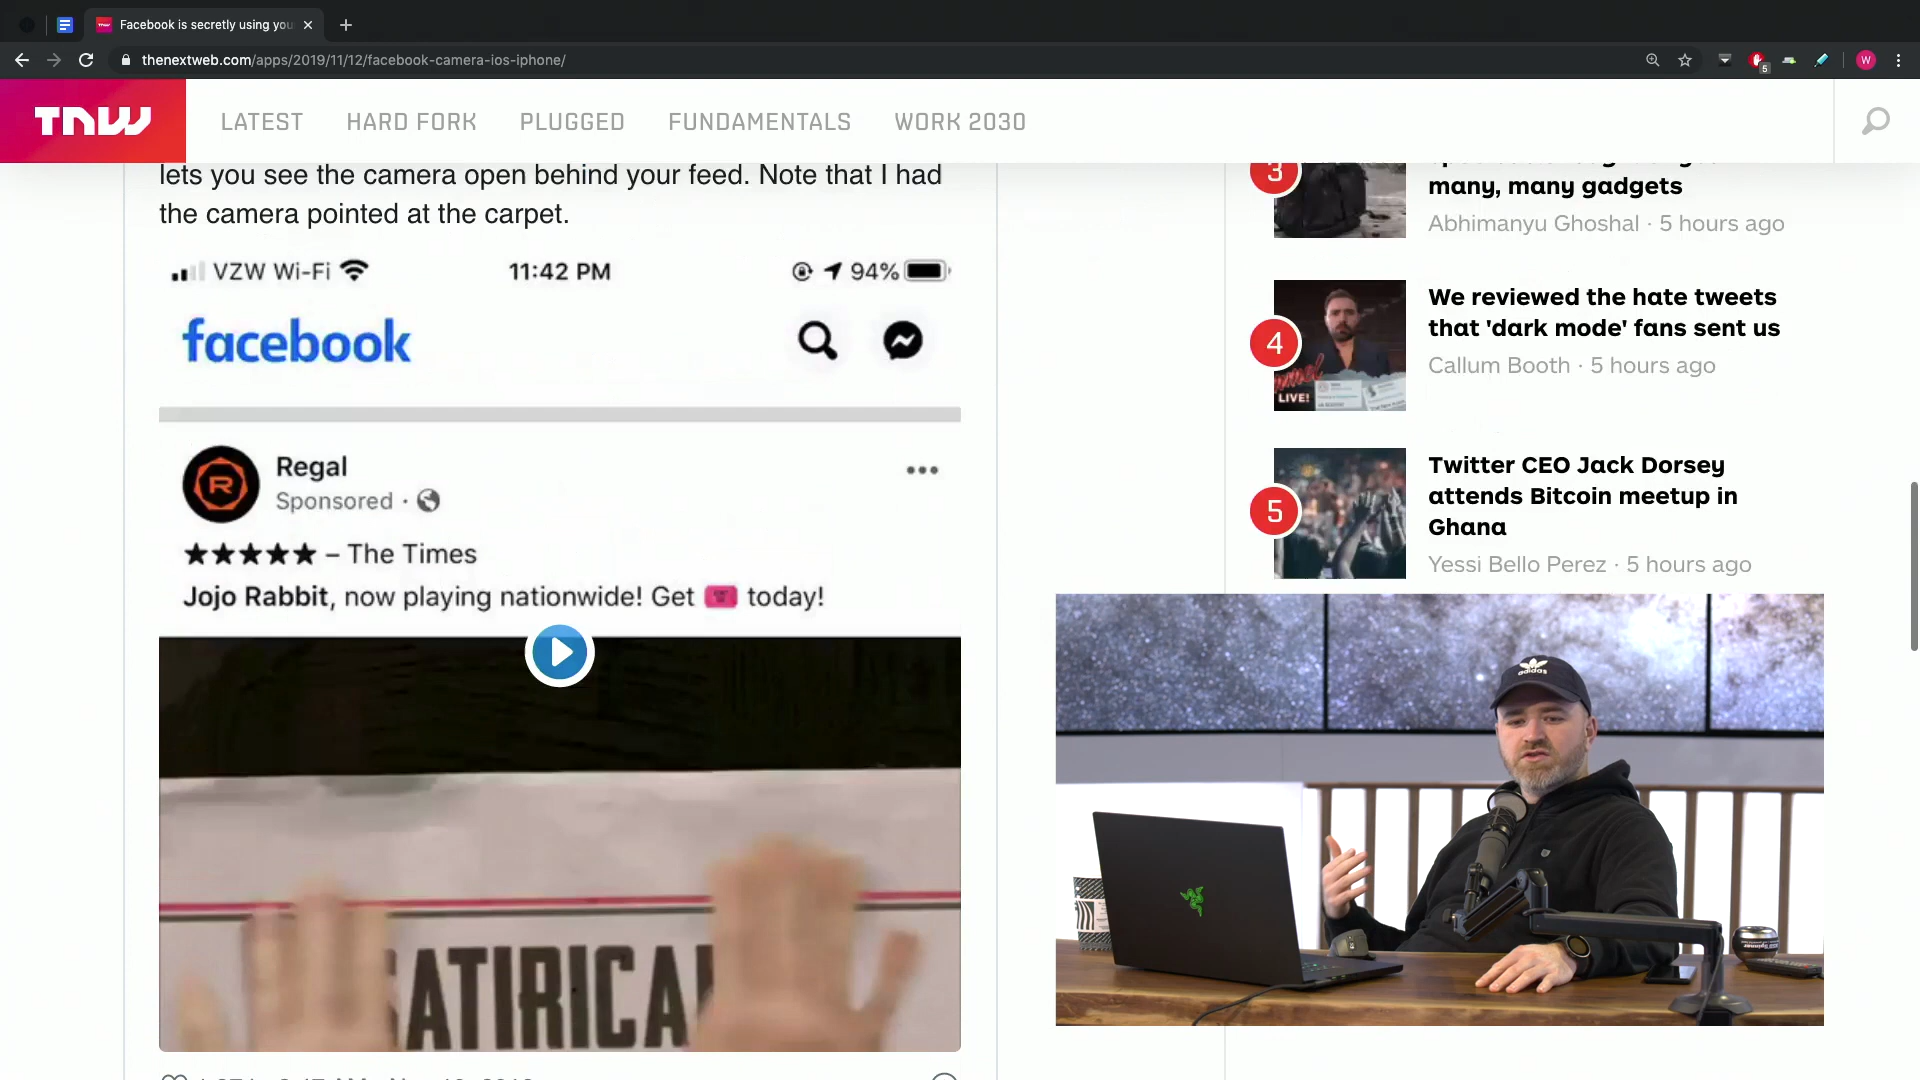 Facebook is secretly using you
thenextweb.com/apps/2019/11/12/facebook-camera-ios-iphone/
5
W
TNW
LATEST
HARD FORK
PLUGGED
FUNDAMENTALS
WORK 2030
lets you see the camera open behind your feed. Note that I had
the camera pointed at the carpet.
VZW Wi-Fi
11:42 PM
94%
facebook
R
Regal
Sponsored ·
★★★★★ – The Times
Jojo Rabbit, now playing nationwide! Get today!
ATIRICA
3
many, many gadgets
Abhimanyu Ghoshal · 5 hours ago
LIVE!
4
We reviewed the hate tweets
that 'dark mode' fans sent us
Callum Booth · 5 hours ago
5
Twitter CEO Jack Dorsey
attends Bitcoin meetup in
Ghana
Yessi Bello Perez · 5 hours ago
adidas